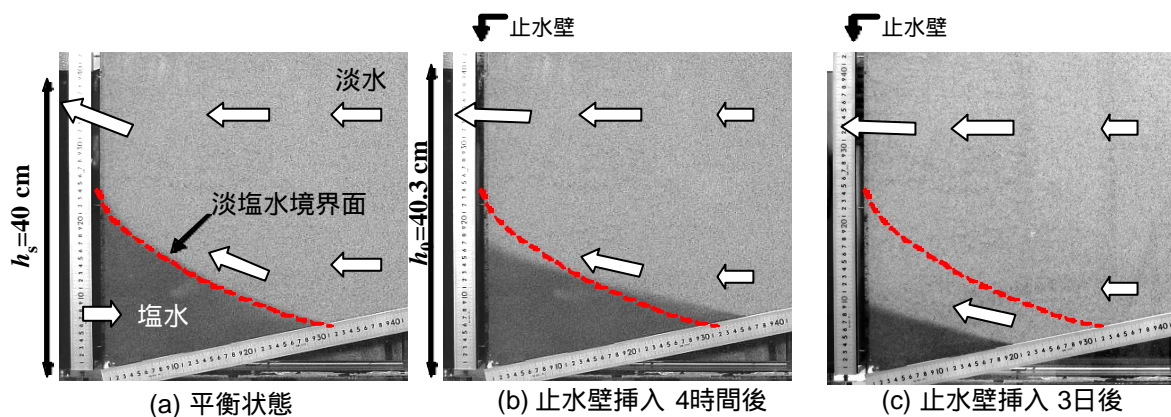 止水壁
止水壁
淡水
hs=40 cm
淡塩水境界面
塩水
(a) 平衡状態
h0=40.3 cm
(b) 止水壁挿入 4時間後
(c) 止水壁挿入 3日後